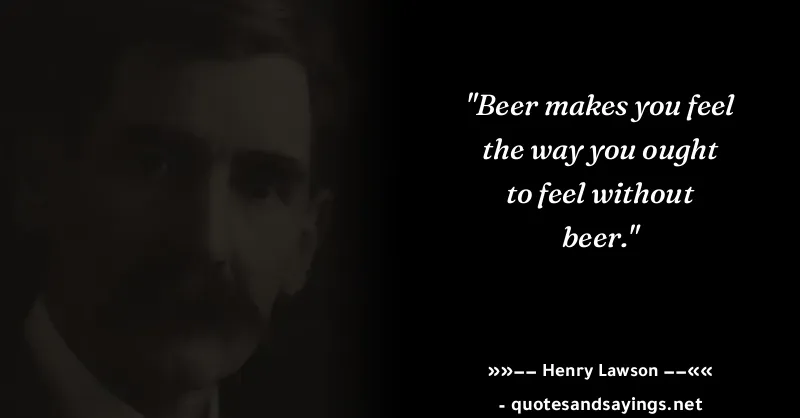 "Beer makes you feel
the way you ought
to feel without
beer."
»»–– Henry Lawson ––««
- quotesandsayings.net